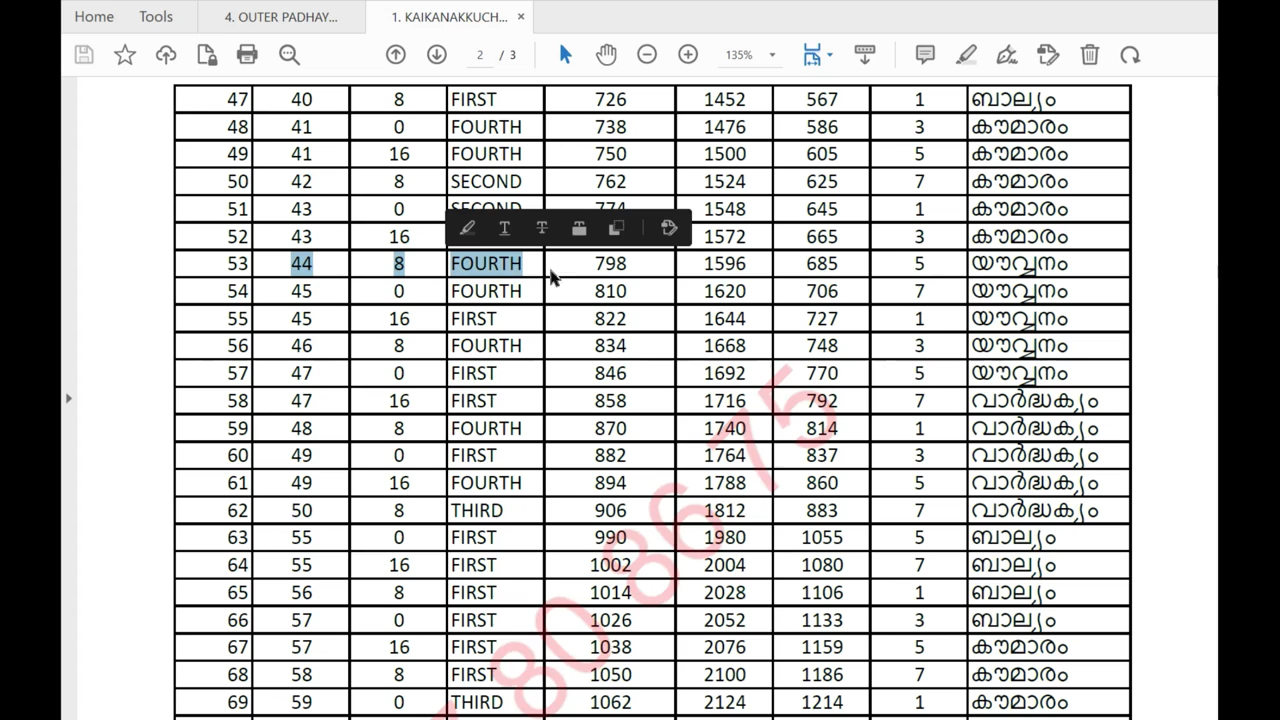 Home Tools 4. OUTER PADHAY... 1. KAIKANAKKUCH... ×
2 / 3 135%
47 40 8 FIRST 726 1452 567 1 ബാല്യം
48 41 0 FOURTH 738 1476 586 3 കൗമാരം
49 41 16 FOURTH 750 1500 605 5 കൗമാരം
50 42 8 SECOND 762 1524 625 7 കൗമാരം
51 43 0 SECOND 774 1548 645 1 കൗമാരം
52 43 16 1572 665 3 കൗമാരം
53 44 8 FOURTH 798 1596 685 5 യൗവ്വനം
54 45 0 FOURTH 810 1620 706 7 യൗവ്വനം
55 45 16 FIRST 822 1644 727 1 യൗവ്വനം
56 46 8 FOURTH 834 1668 748 3 യൗവ്വനം
57 47 0 FIRST 846 1692 770 5 യൗവ്വനം
58 47 16 FIRST 858 1716 792 7 വാർദ്ധക്യം
59 48 8 FOURTH 870 1740 814 1 വാർദ്ധക്യം
60 49 0 FIRST 882 1764 837 3 വാർദ്ധക്യം
61 49 16 FOURTH 894 1788 860 5 വാർദ്ധക്യം
62 50 8 THIRD 906 1812 883 7 വാർദ്ധക്യം
63 55 0 FIRST 990 1980 1055 5 ബാല്യം
64 55 16 FIRST 1002 2004 1080 7 ബാല്യം
65 56 8 FIRST 1014 2028 1106 1 ബാല്യം
66 57 0 FIRST 1026 2052 1133 3 ബാല്യം
67 57 16 FIRST 1038 2076 1159 5 കൗമാരം
68 58 8 FIRST 1050 2100 1186 7 കൗമാരം
69 59 0 THIRD 1062 2124 1214 1 കൗമാരം
80 86 75